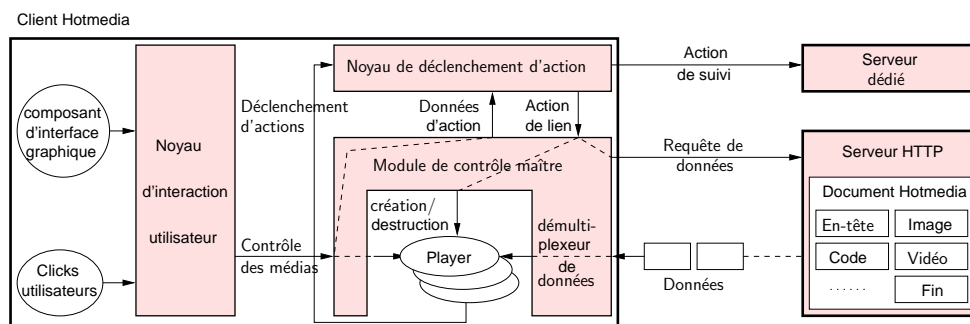 Client Hotmedia
composant
d'interface
graphique
Clicks
utilisateurs
Noyau
d'interaction
utilisateur
Déclenchement
d'actions
Contrôle
des médias
Noyau de déclenchement d'action
Données
d'action
Action
de lien
Module de contrôle maître
création/
destruction
Player
démulti-
plexeur
de
données
Action
de suivi
Requête de
données
Données
Serveur
dédié
Serveur HTTP
Document Hotmedia
En-tête
Image
Code
Vidéo
......
Fin